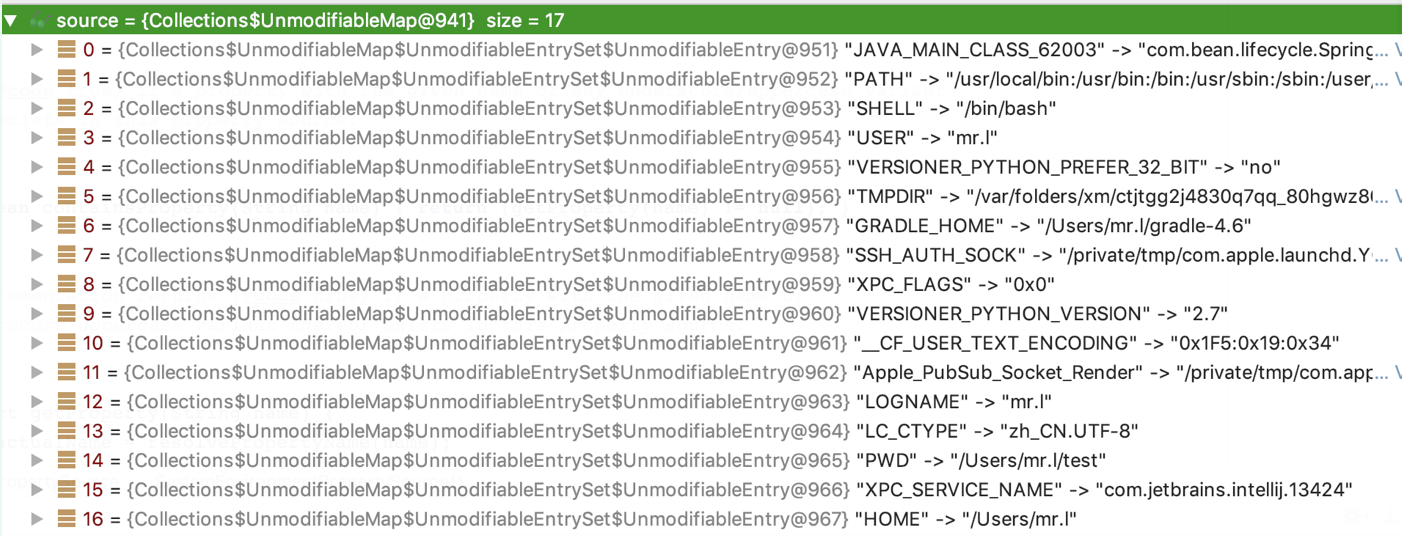 source = {Collections$UnmodifiableMap@941} size = 17
0 = {Collections$UnmodifiableMap$UnmodifiableEntrySet$UnmodifiableEntry@951} "JAVA_MAIN_CLASS_62003" -> "com.bean.lifecycle.Spring... V
1 = {Collections$UnmodifiableMap$UnmodifiableEntrySet$UnmodifiableEntry@952} "PATH" -> "/usr/local/bin:/usr/bin:/bin:/usr/sbin:/sbin:/user,... V
2 = {Collections$UnmodifiableMap$UnmodifiableEntrySet$UnmodifiableEntry@953} "SHELL" -> "/bin/bash"
3 = {Collections$UnmodifiableMap$UnmodifiableEntrySet$UnmodifiableEntry@954} "USER" -> "mr.l"
4 = {Collections$UnmodifiableMap$UnmodifiableEntrySet$UnmodifiableEntry@955} "VERSIONER_PYTHON_PREFER_32_BIT" -> "no"
5 = {Collections$UnmodifiableMap$UnmodifiableEntrySet$UnmodifiableEntry@956} "TMPDIR" -> "/var/folders/xm/ctjtgg2j4830q7qq_80hgwz8(... V
6 = {Collections$UnmodifiableMap$UnmodifiableEntrySet$UnmodifiableEntry@957} "GRADLE_HOME" -> "/Users/mr.l/gradle-4.6"
7 = {Collections$UnmodifiableMap$UnmodifiableEntrySet$UnmodifiableEntry@958} "SSH_AUTH_SOCK" -> "/private/tmp/com.apple.launchd.Y... V
8 = {Collections$UnmodifiableMap$UnmodifiableEntrySet$UnmodifiableEntry@959} "XPC_FLAGS" -> "0x0"
9 = {Collections$UnmodifiableMap$UnmodifiableEntrySet$UnmodifiableEntry@960} "VERSIONER_PYTHON_VERSION" -> "2.7"
10 = {Collections$UnmodifiableMap$UnmodifiableEntrySet$UnmodifiableEntry@961} "__CF_USER_TEXT_ENCODING" -> "0x1F5:0x19:0x34"
11 = {Collections$UnmodifiableMap$UnmodifiableEntrySet$UnmodifiableEntry@962} "Apple_PubSub_Socket_Render" -> "/private/tmp/com.app... V
12 = {Collections$UnmodifiableMap$UnmodifiableEntrySet$UnmodifiableEntry@963} "LOGNAME" -> "mr.l"
13 = {Collections$UnmodifiableMap$UnmodifiableEntrySet$UnmodifiableEntry@964} "LC_CTYPE" -> "zh_CN.UTF-8"
14 = {Collections$UnmodifiableMap$UnmodifiableEntrySet$UnmodifiableEntry@965} "PWD" -> "/Users/mr.l/test"
15 = {Collections$UnmodifiableMap$UnmodifiableEntrySet$UnmodifiableEntry@966} "XPC_SERVICE_NAME" -> "com.jetbrains.intellij.13424"
16 = {Collections$UnmodifiableMap$UnmodifiableEntrySet$UnmodifiableEntry@967} "HOME" -> "/Users/mr.l"